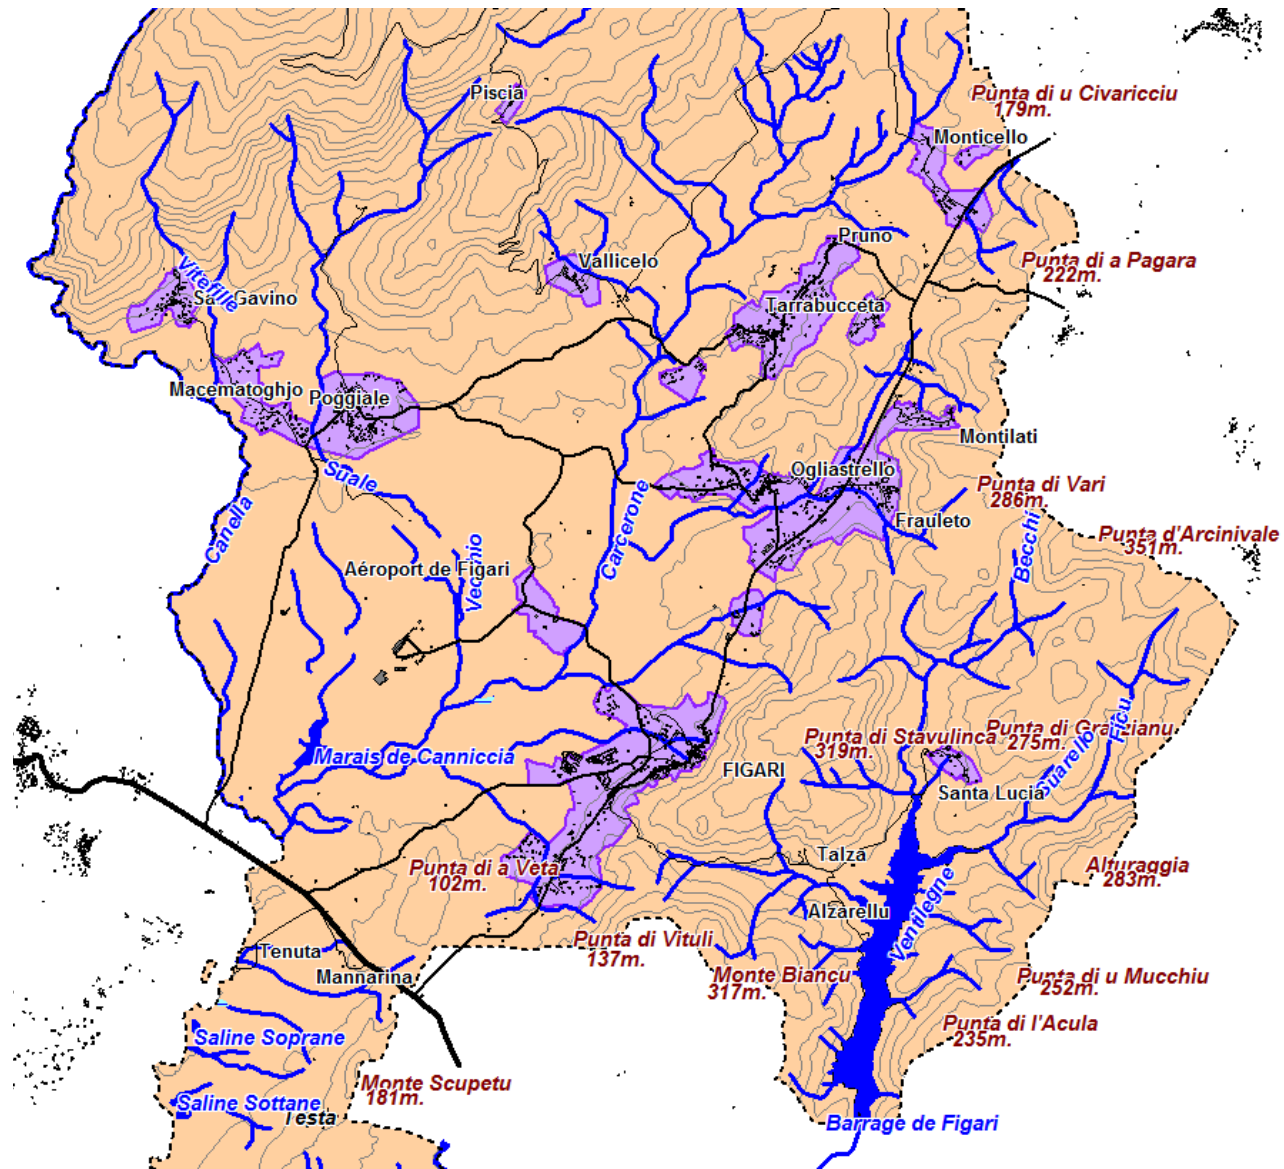 Piscia
Punta di u Civaricciu
179m.
Monticello
Pruno
Vallicelo
Punta di a Pagara
222m.
Vitefille
San Gavino
Tarrabucceta
Macematoghjo
Poggiale
Montilati
Suale
Ogliastrello
Punta di Vari
286m.
Canella
Carcerone
Frauleto
Becchi
Punta d'Arcinivale
351m.
Aéroport de Figari
Vecchio
Ficu
Punta di Stavulinca
319m.
Punta di Grazianu
275m.
Marais de Canniccia
FIGARI
Santa Lucia
Suarello
Talza
Punta di a Veta
102m.
Alturaggia
283m.
Alzarellu
Ventilegne
Punta di Vituli
137m.
Tenuta
Mannarina
Monte Biancu
317m.
Punta di u Mucchiu
252m.
Punta di l'Acula
235m.
Saline Soprane
Monte Scupetu
181m.
Saline Sottane
Testa
Barrage de Figari